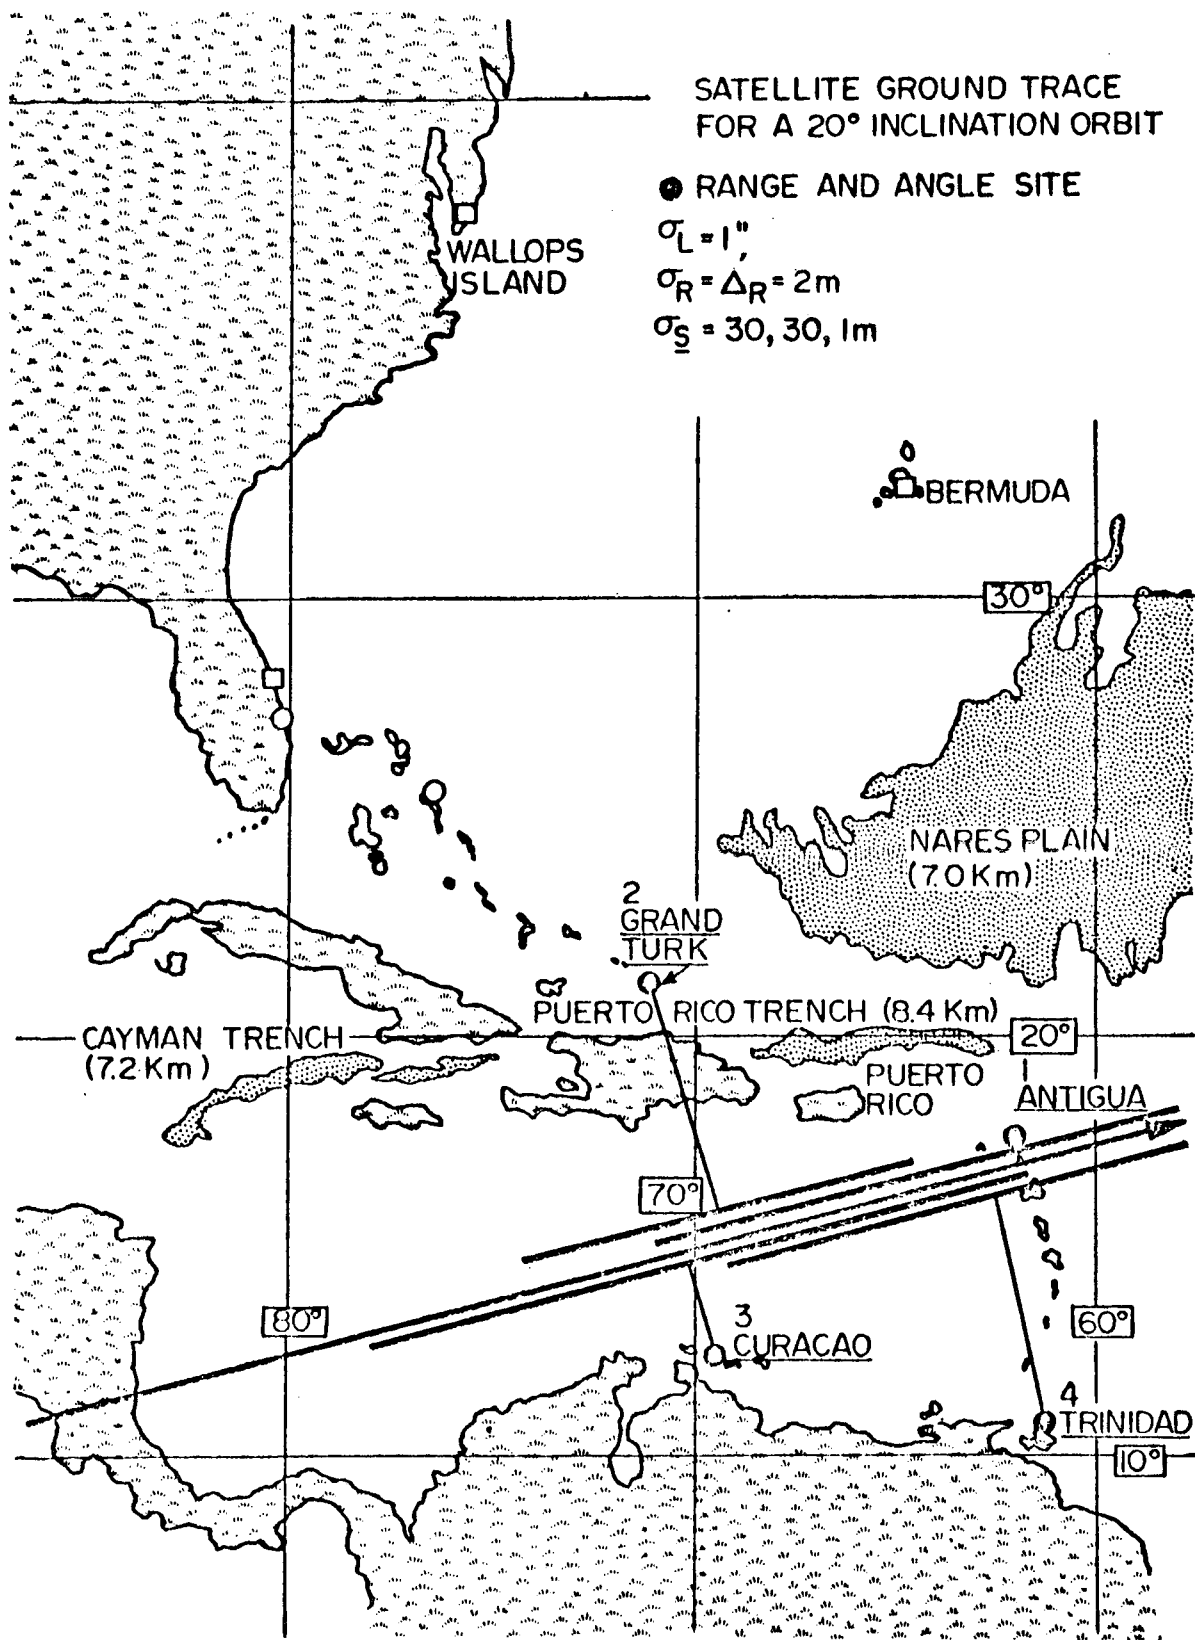 SATELLITE GROUND TRACE
FOR A 20° INCLINATION ORBIT
● RANGE AND ANGLE SITE
σL = 1",
σR = ΔR = 2m
σS = 30, 30, 1m
WALLOPS
ISLAND
BERMUDA
30°
NARES PLAIN
(7.0 Km)
2
GRAND
TURK
PUERTO RICO TRENCH (8.4 Km)
CAYMAN TRENCH
(7.2 Km)
20°
PUERTO
RICO
1
ANTIGUA
70°
80°
3
CURACAO
60°
4
TRINIDAD
10°